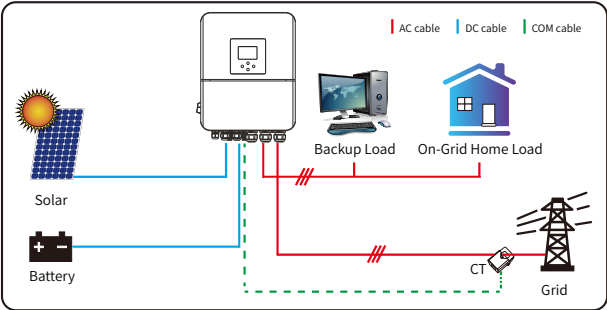 AC cable
DC cable
COM cable
Backup Load
On-Grid Home Load
Solar
Battery
CT
Grid